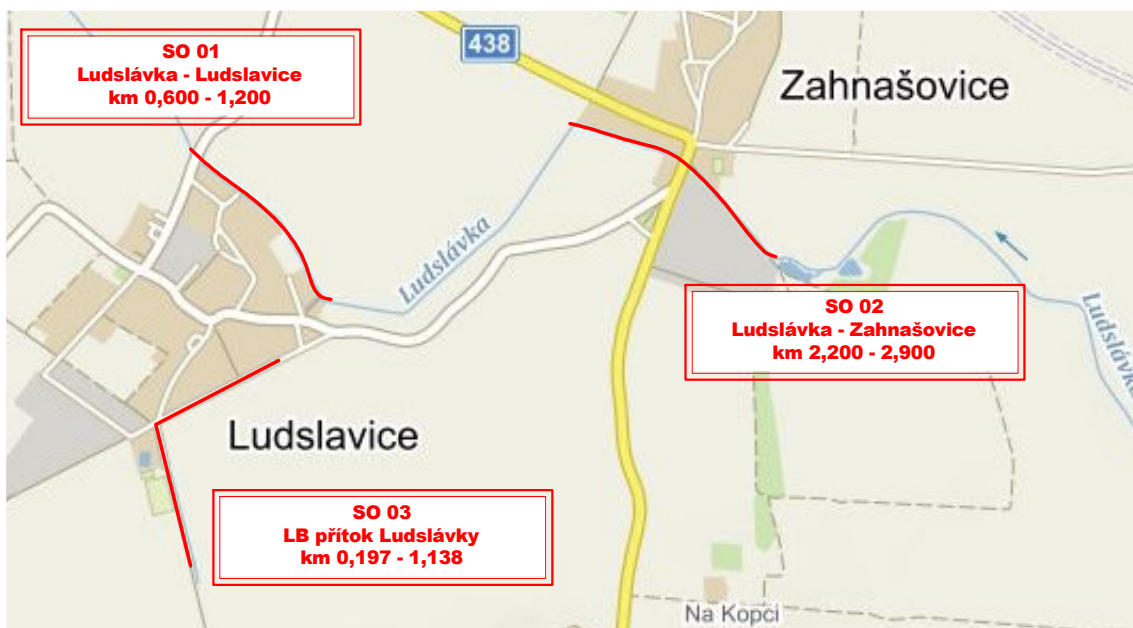 SO 01
Ludslávka - Ludslavice
km 0,600 - 1,200
438
Zahnašovice
Ludslávka
SO 02
Ludslávka - Zahnašovice
km 2,200 - 2,900
Ludslávka
Ludslavice
SO 03
LB přítok Ludslávky
km 0,197 - 1,138
Na Kopci